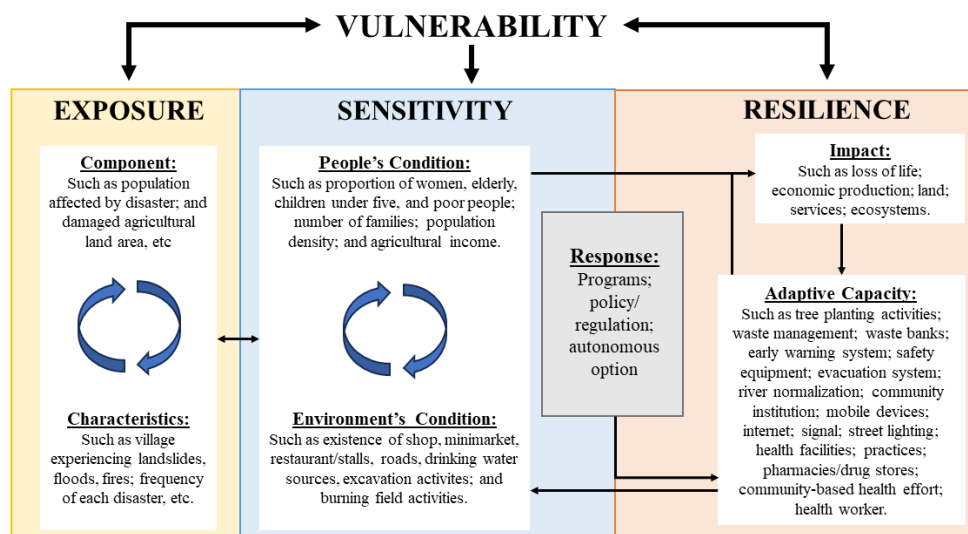 VULNERABILITY
EXPOSURE
Component:
Such as population
affected by disaster; and
damaged agricultural
land area, etc
Characteristics:
Such as village
experiencing landslides,
floods, fires; frequency
of each disaster, etc.
SENSITIVITY
People's Condition:
Such as proportion of women, elderly,
children under five, and poor people;
number of families; population
density; and agricultural income.
Environment's Condition:
Such as existence of shop, minimarket,
restaurant/stalls, roads, drinking water
sources, excavation activites; and
burning field activities.
Response:
Programs;
policy/
regulation;
autonomous
option
RESILIENCE
Impact:
Such as loss of life;
economic production; land;
services; ecosystems.
Adaptive Capacity:
Such as tree planting activities;
waste management; waste banks;
early warning system; safety
equipment; evacuation system;
river normalization; community
institution; mobile devices;
internet; signal; street lighting;
health facilities; practices;
pharmacies/drug stores;
community-based health effort;
health worker.